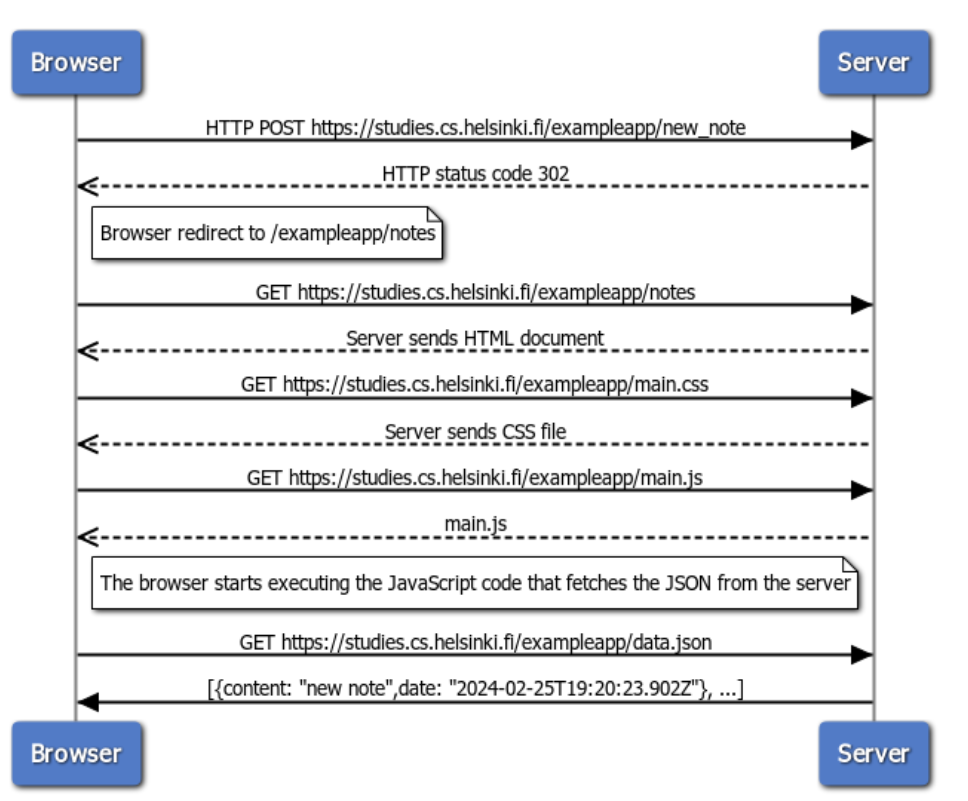 Browser Server
HTTP POST https://studies.cs.helsinki.fi/exampleapp/new_note
HTTP status code 302
Browser redirect to /exampleapp/notes
GET https://studies.cs.helsinki.fi/exampleapp/notes
Server sends HTML document
GET https://studies.cs.helsinki.fi/exampleapp/main.css
Server sends CSS file
GET https://studies.cs.helsinki.fi/exampleapp/main.js
main.js
The browser starts executing the JavaScript code that fetches the JSON from the server
GET https://studies.cs.helsinki.fi/exampleapp/data.json
[{content: "new note",date: "2024-02-25T19:20:23.902Z"}, ...]
Browser Server